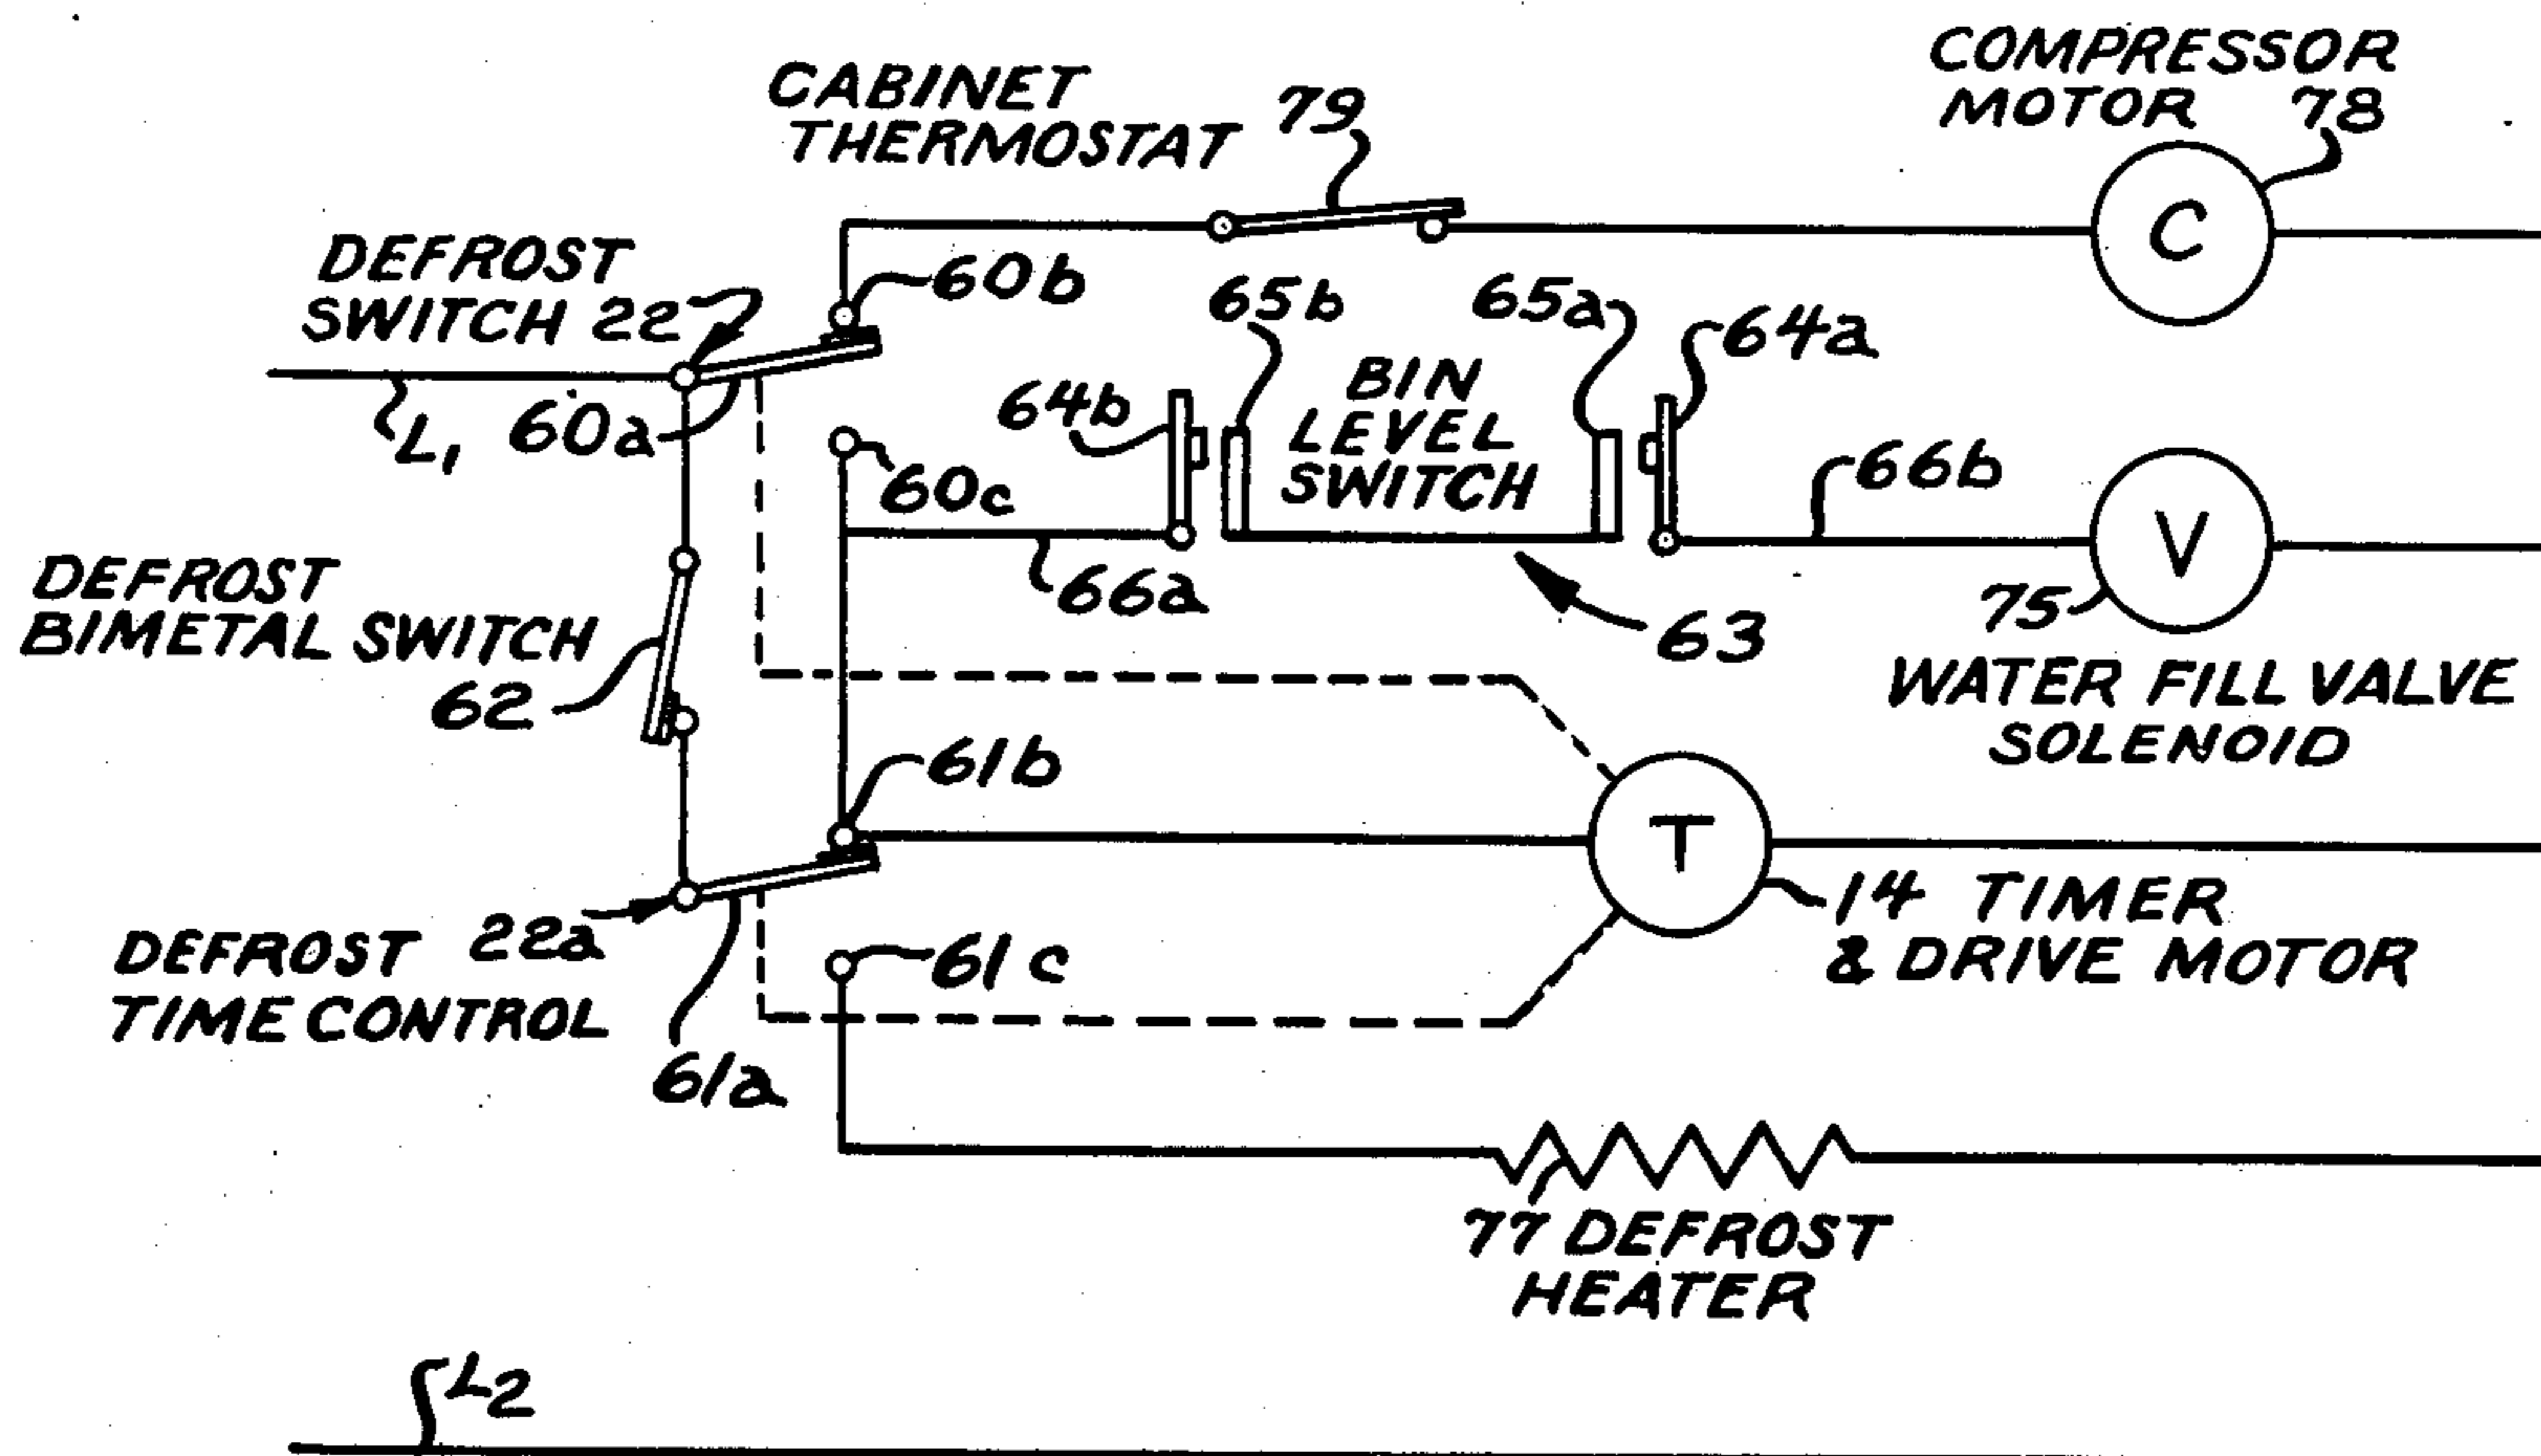 COMPRESSOR
MOTOR 78
C
CABINET
THERMOSTAT 79
DEFROST
SWITCH 22
60b
65b
65a
64a
L1
60a
64b
BIN
LEVEL
SWITCH
60c
66b
66a
V
75
WATER FILL VALVE
SOLENOID
63
DEFROST
BIMETAL SWITCH
62
61b
T
14 TIMER
& DRIVE MOTOR
DEFROST 22a
TIME CONTROL
61c
61a
77 DEFROST
HEATER
L2